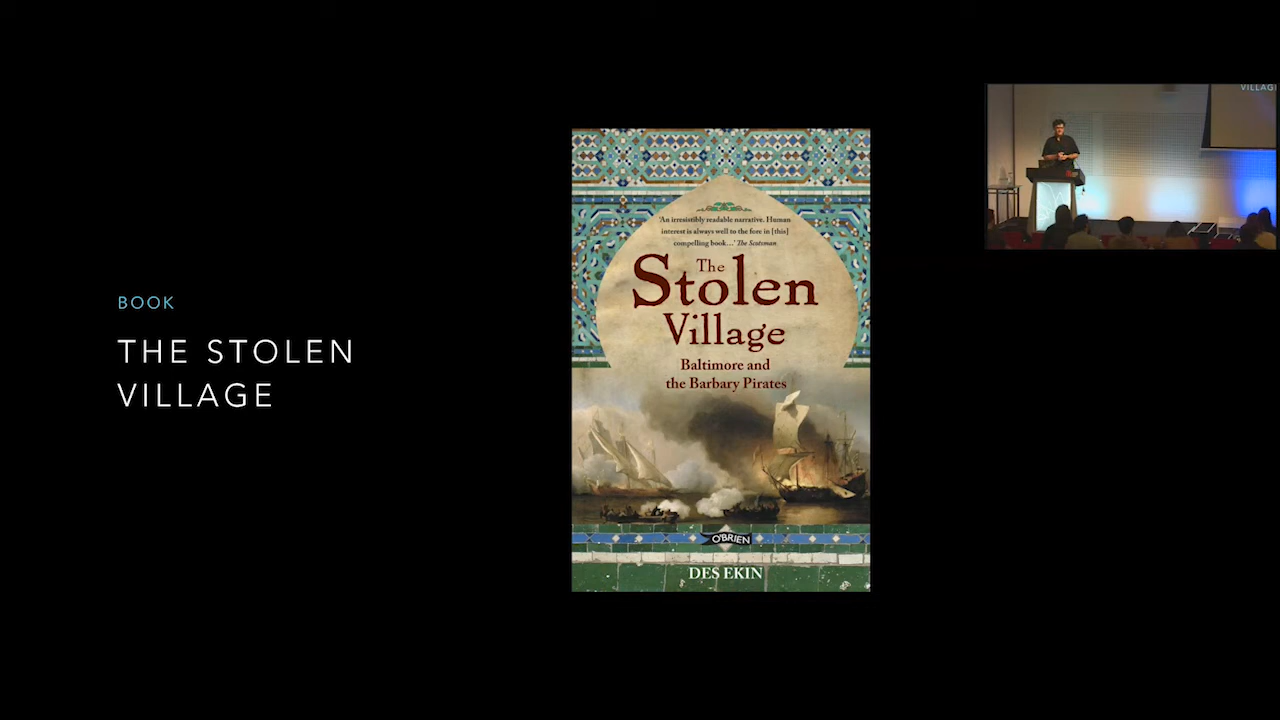 BOOK
THE STOLEN
VILLAGE
'An irresistibly readable narrative. Human
interest is always well to the fore in [this]
compelling book...' The Scotsman
The
Stolen
Village
Baltimore and
the Barbary Pirates
O'BRIEN
DES EKIN
VILLAGE